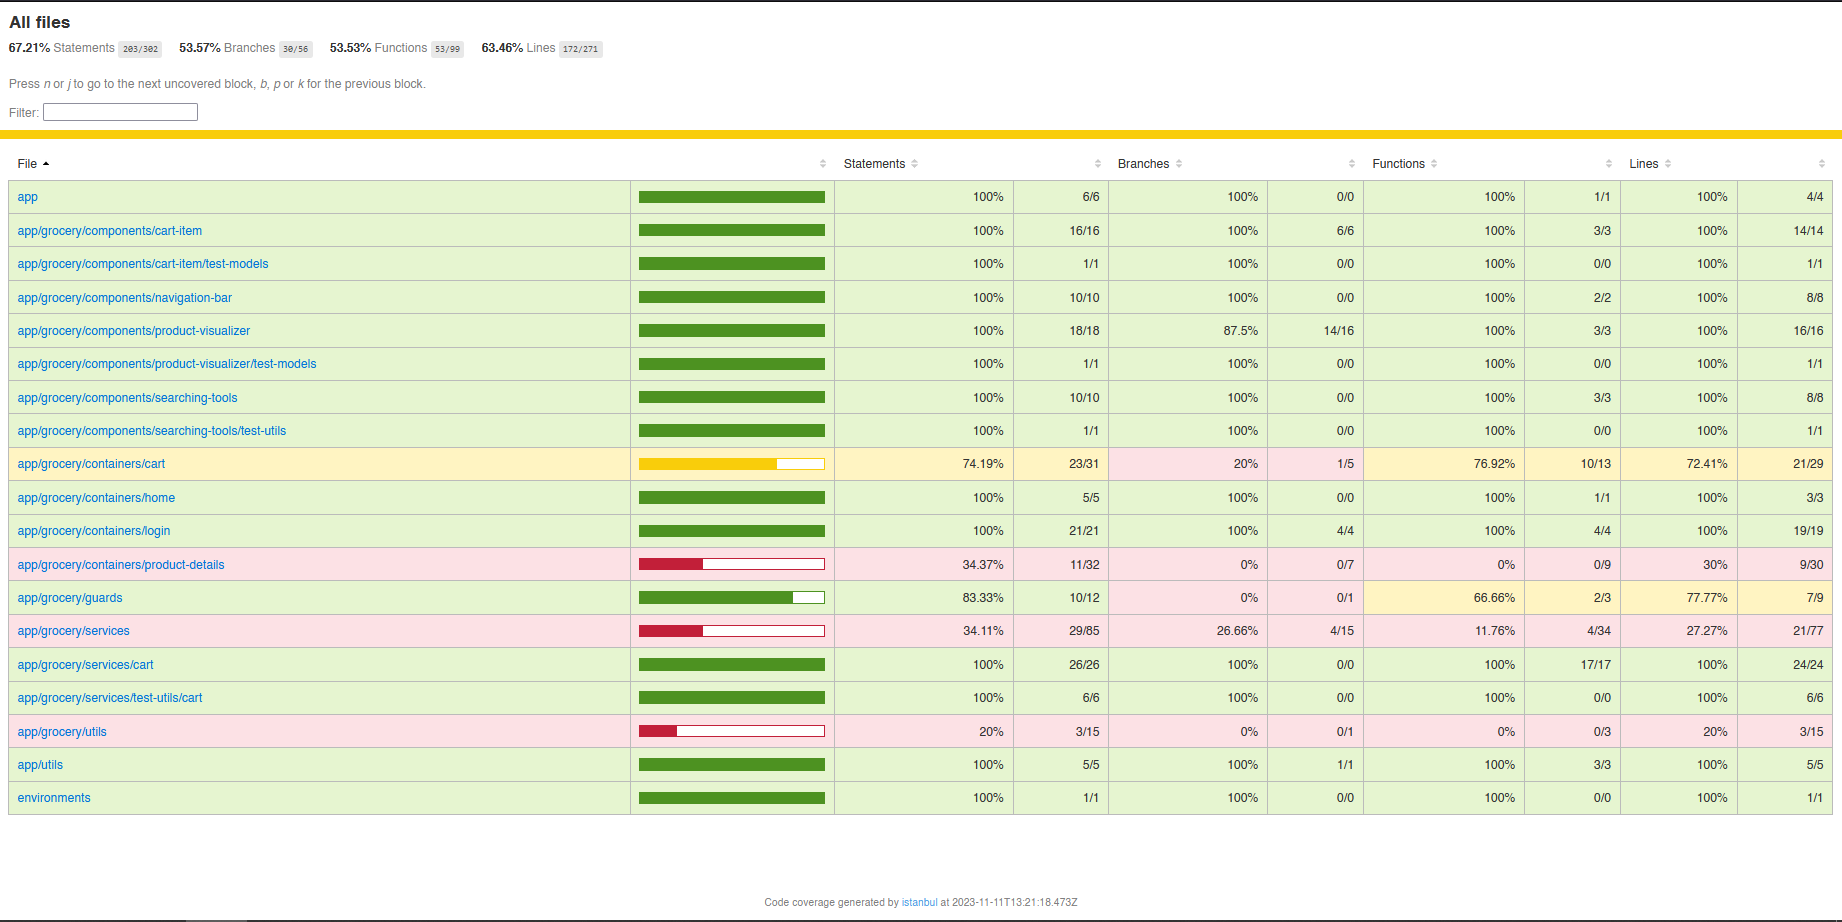 All files
67.21% Statements 203/302 53.57% Branches 30/56 53.53% Functions 53/99 63.46% Lines 172/271
Press n or j to go to the next uncovered block, b, p or k for the previous block.
Filter:
File Statements Branches Functions Lines
app 100% 6/6 100% 0/0 100% 1/1 100% 4/4
app/grocery/components/cart-item 100% 16/16 100% 6/6 100% 3/3 100% 14/14
app/grocery/components/cart-item/test-models 100% 1/1 100% 0/0 100% 0/0 100% 1/1
app/grocery/components/navigation-bar 100% 10/10 100% 0/0 100% 2/2 100% 8/8
app/grocery/components/product-visualizer 100% 18/18 87.5% 14/16 100% 3/3 100% 16/16
app/grocery/components/product-visualizer/test-models 100% 1/1 100% 0/0 100% 0/0 100% 1/1
app/grocery/components/searching-tools 100% 10/10 100% 0/0 100% 3/3 100% 8/8
app/grocery/components/searching-tools/test-utils 100% 1/1 100% 0/0 100% 0/0 100% 1/1
app/grocery/containers/cart 74.19% 23/31 20% 1/5 76.92% 10/13 72.41% 21/29
app/grocery/containers/home 100% 5/5 100% 0/0 100% 1/1 100% 3/3
app/grocery/containers/login 100% 21/21 100% 4/4 100% 4/4 100% 19/19
app/grocery/containers/product-details 34.37% 11/32 0% 0/7 0% 0/9 30% 9/30
app/grocery/guards 83.33% 10/12 0% 0/1 66.66% 2/3 77.77% 7/9
app/grocery/services 34.11% 29/85 26.66% 4/15 11.76% 4/34 27.27% 21/77
app/grocery/services/cart 100% 26/26 100% 0/0 100% 17/17 100% 24/24
app/grocery/services/test-utils/cart 100% 6/6 100% 0/0 100% 0/0 100% 6/6
app/grocery/utils 20% 3/15 0% 0/1 0% 0/3 20% 3/15
app/utils 100% 5/5 100% 1/1 100% 3/3 100% 5/5
environments 100% 1/1 100% 0/0 100% 0/0 100% 1/1
Code coverage generated by istanbul at 2023-11-11T13:21:18.473Z